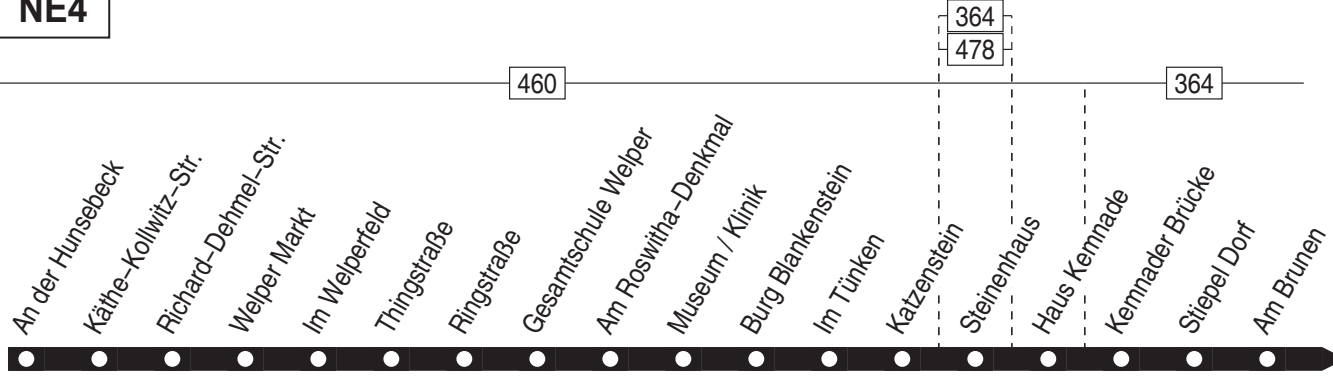 NE4
364
478
460
364
An der Hunsebeck
Käthe–Kollwitz–Str.
Richard–Dehmel–Str.
Welper Markt
Im Welperfeld
Thingstraße
Ringstraße
Gesamtschule Welper
Am Roswitha–Denkmal
Museum / Klinik
Burg Blankenstein
Im Tünken
Katzenstein
Steinenhaus
Haus Kemnade
Kemnader Brücke
Stiepel Dorf
Am Brunen